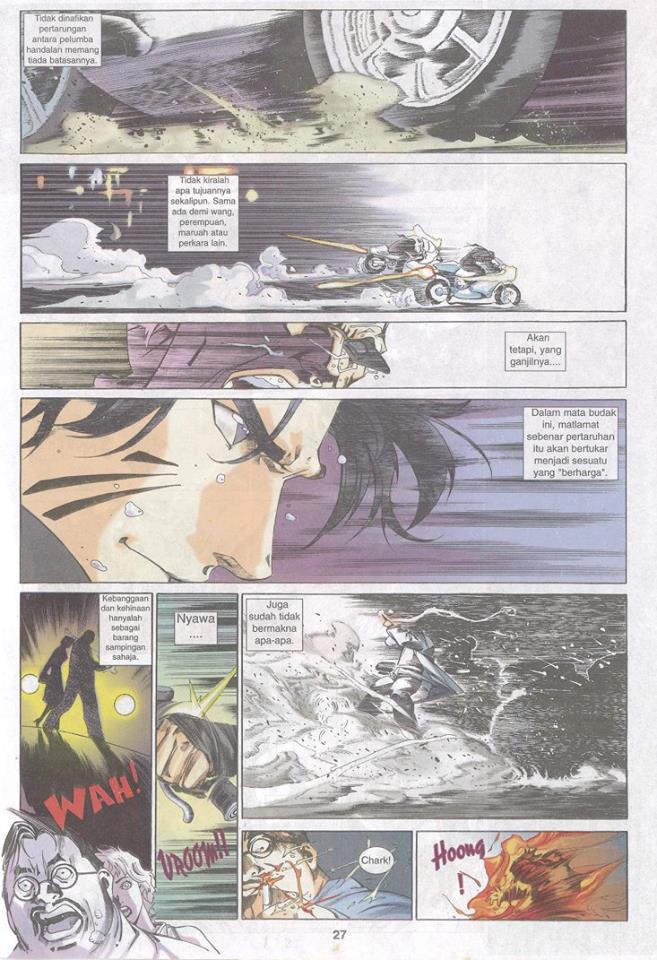 Tidak dinafikan
pertarungan
antara pelumba
handalan memang
tiada batasannya.
Tidak kiralah
apa tujuannya
sekalipun. Sama
ada demi wang,
perempuan,
maruah atau
perkara lain.
Akan
tetapi, yang
ganjilnya....
Dalam mata budak
ini, matlamat
sebenar pertaruhan
itu akan bertukar
menjadi sesuatu
yang "berharga".
Kebanggaan
dan kehinaan
hanyalah
sebagai
barang
sampingan
sahaja.
Nyawa
....
Juga
sudah tidak
bermakna
apa-apa.
WAH!
VROOMH
Chark!
Hoong
!
27